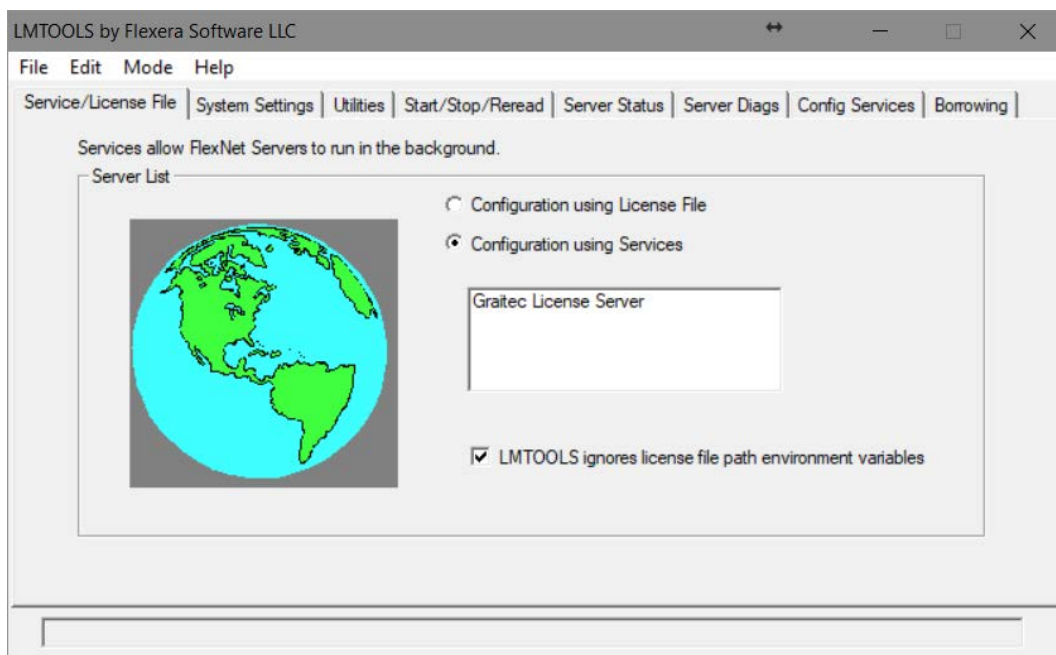 LMTOOLS by Flexera Software LLC
File Edit Mode Help
Service/License File System Settings Utilities Start/Stop/Reread Server Status Server Diags Config Services Borrowing
Services allow FlexNet Servers to run in the background.
Server List
Configuration using License File
Configuration using Services
Graitec License Server
LMTOOLS ignores license file path environment variables